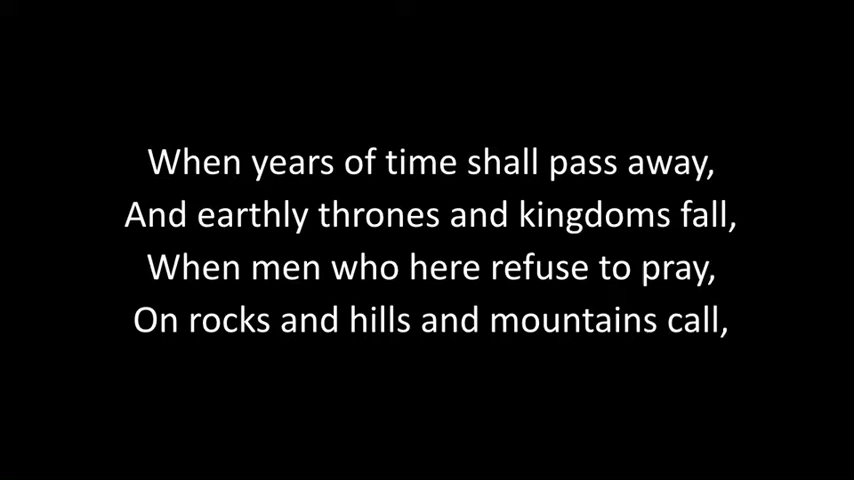 When years of time shall pass away,
And earthly thrones and kingdoms fall,
When men who here refuse to pray,
On rocks and hills and mountains call,